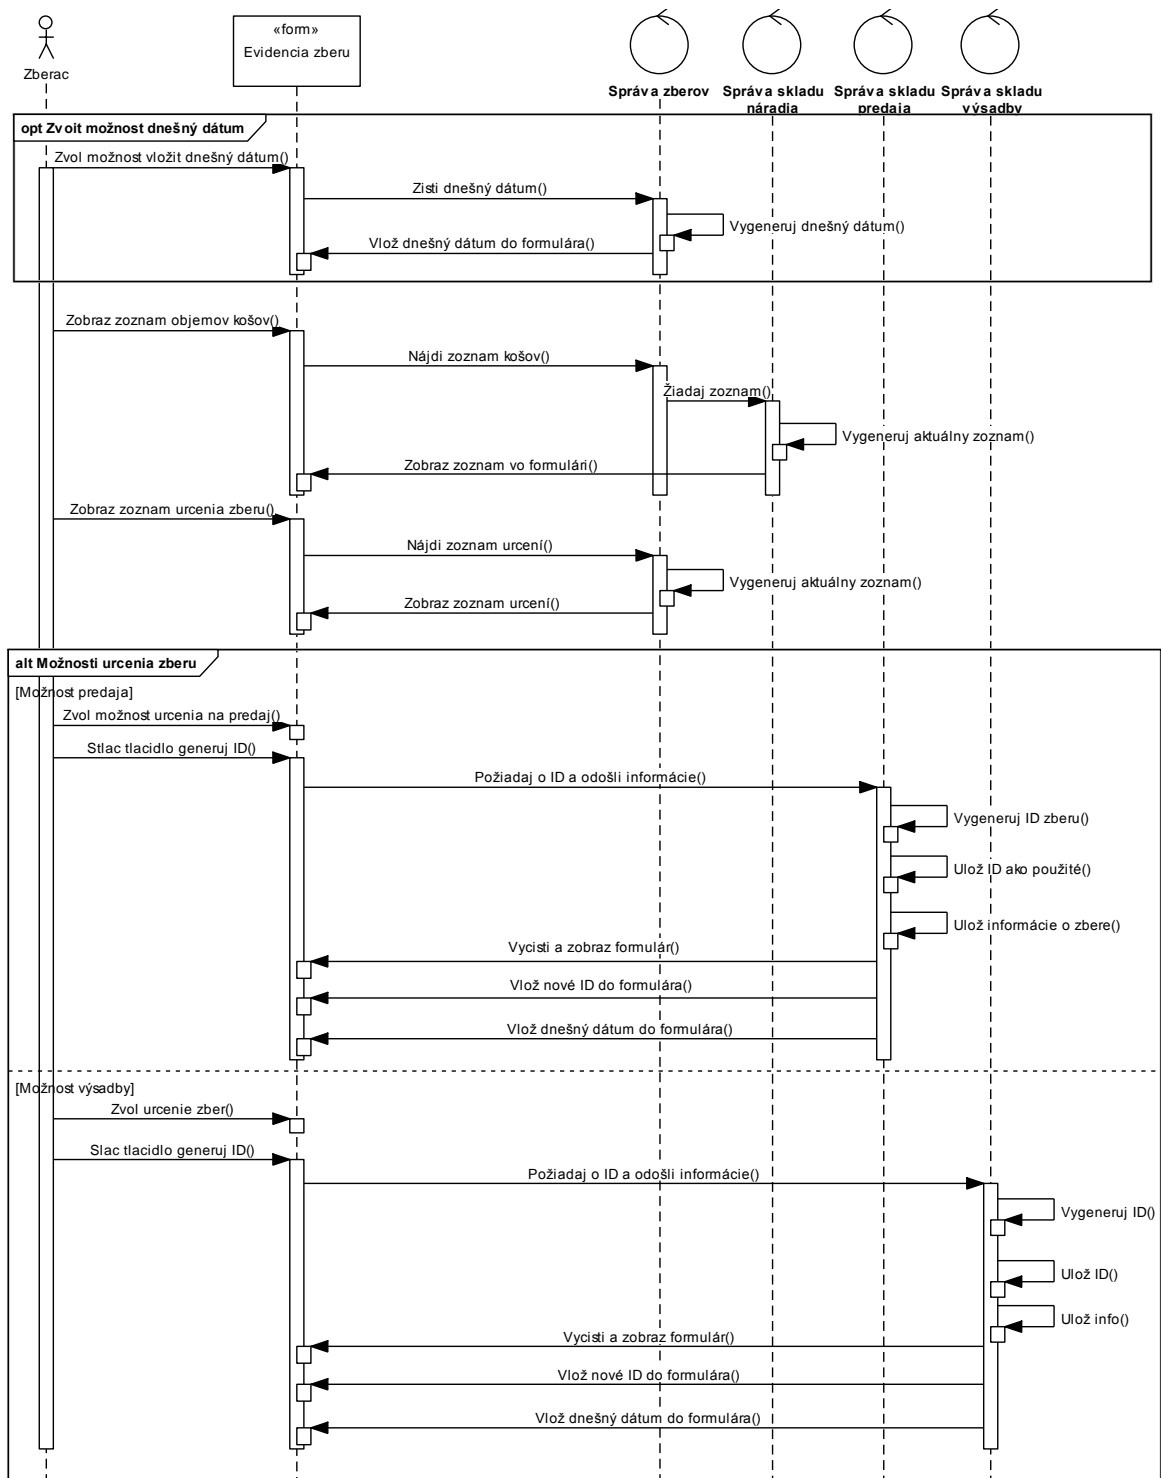 «form»
Evidencia zberu
Zberac
Správa zberov
Správa skladu
náradia
Správa skladu
predaja
Správa skladu
výsadby
opt Zvoit možnost dnešný dátum
Zvol možnost vložit dnešný dátum()
Zisti dnešný dátum()
Vygeneruj dnešný dátum()
Vlož dnešný dátum do formulára()
Zobraz zoznam objemov košov()
Nájdi zoznam košov()
Žiadaj zoznam()
Vygeneruj aktuálny zoznam()
Zobraz zoznam vo formulári()
Zobraz zoznam urcenia zberu()
Nájdi zoznam urcení()
Vygeneruj aktuálny zoznam()
Zobraz zoznam urcení()
alt Možnosti urcenia zberu
[Možnost predaja]
Zvol možnost urcenia na predaj()
Stlac tlacidlo generuj ID()
Požiadaj o ID a odošli informácie()
Vygeneruj ID zberu()
Ulož ID ako použité()
Ulož informácie o zbere()
Vycisti a zobraz formulár()
Vlož nové ID do formulára()
Vlož dnešný dátum do formulára()
[Možnost výsadby]
Zvol urcenie zber()
Slac tlacidlo generuj ID()
Požiadaj o ID a odošli informácie()
Vygeneruj ID()
Ulož ID()
Ulož info()
Vycisti a zobraz formulár()
Vlož nové ID do formulára()
Vlož dnešný dátum do formulára()